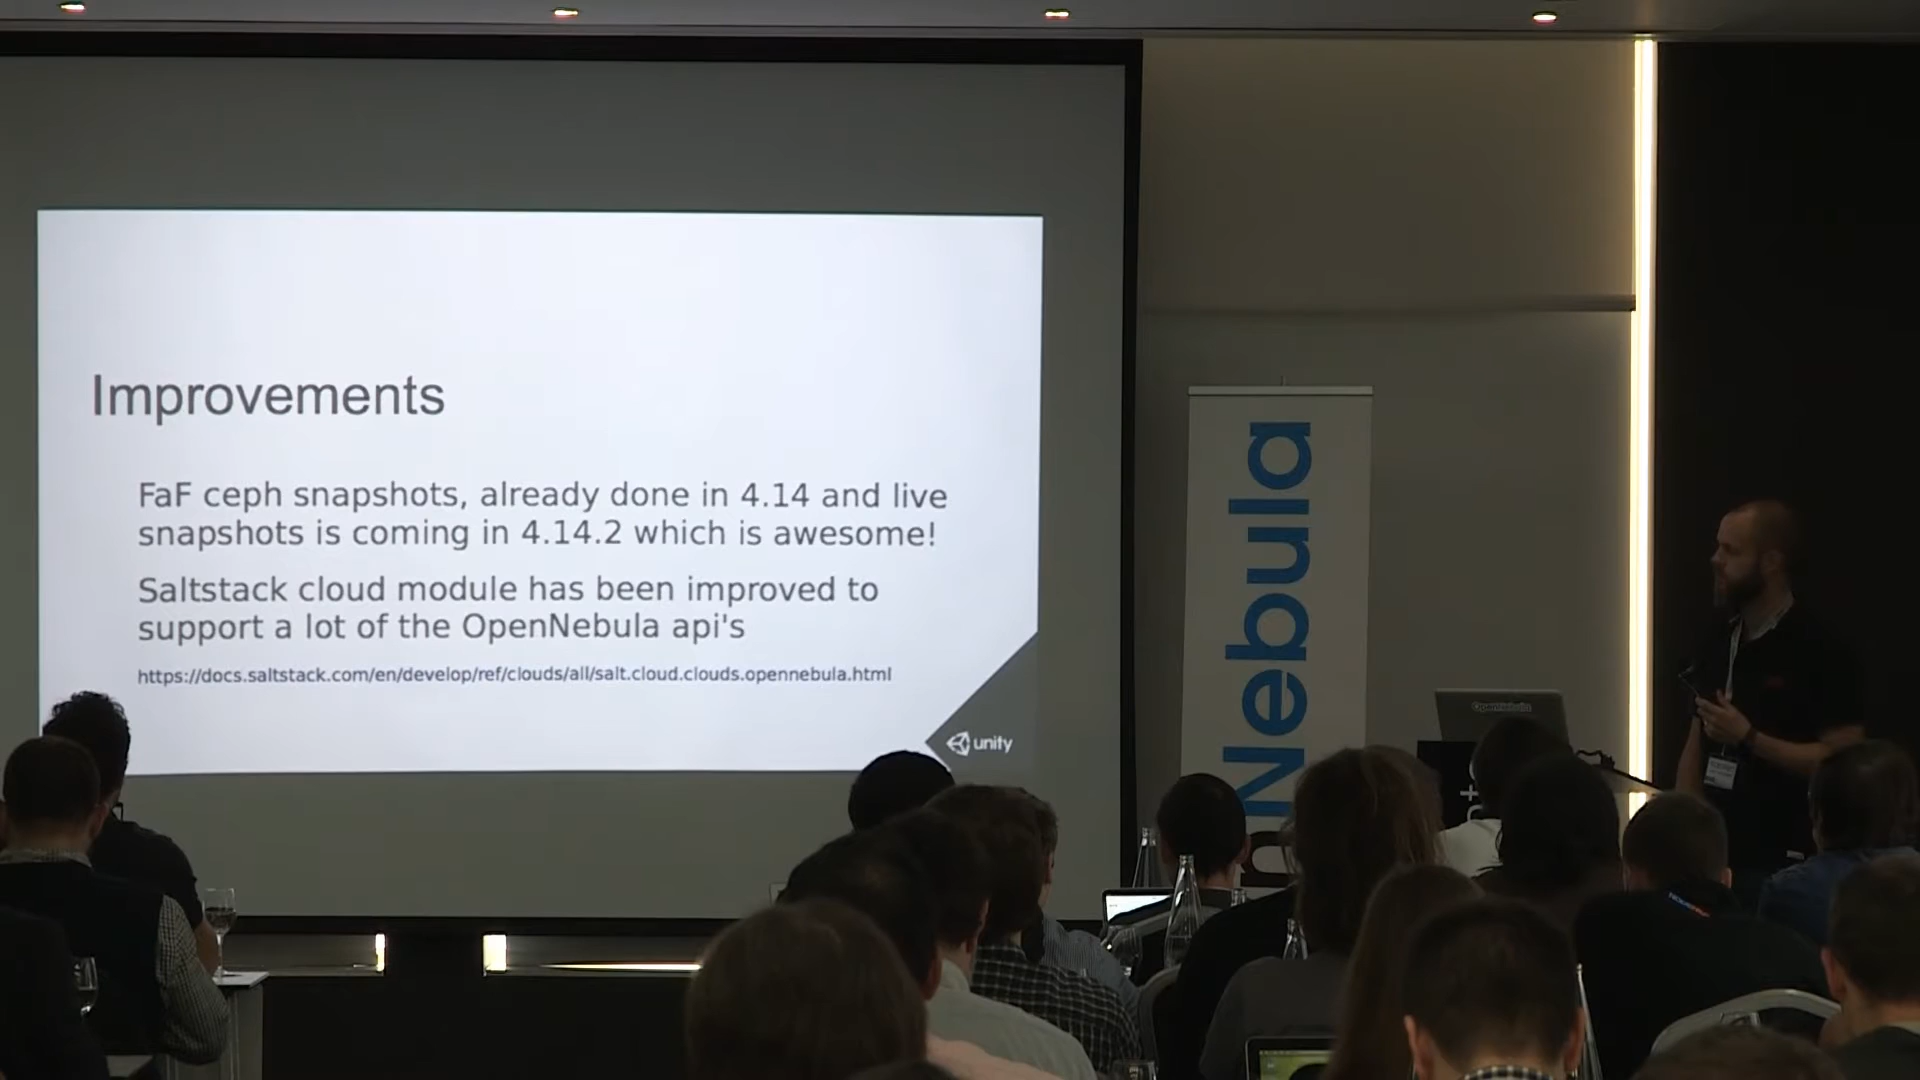 Improvements
FaF ceph snapshots, already done in 4.14 and live
snapshots is coming in 4.14.2 which is awesome!
Saltstack cloud module has been improved to
support a lot of the OpenNebula api's
https://docs.saltstack.com/en/develop/ref/clouds/all/salt.cloud.clouds.opennebula.html
unity
Nebula
OpenNebula